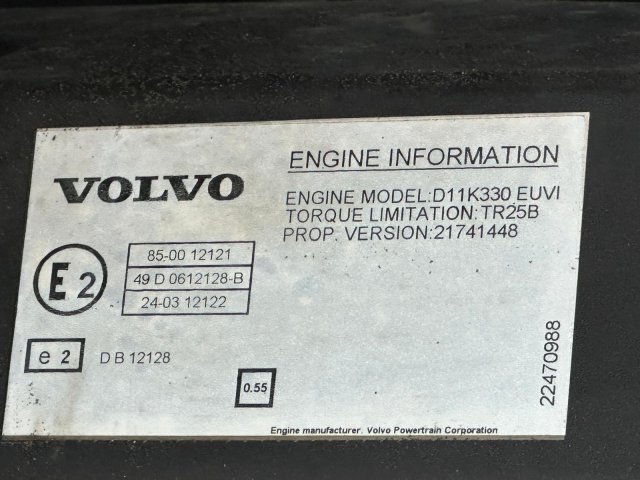 VOLVO
ENGINE INFORMATION
ENGINE MODEL:D11K330 EUVI
TORQUE LIMITATION:TR25B
PROP. VERSION:21741448
E2
85-00 12121
49 D 0612128-B
24-03 12122
e 2 D B 12128
0.55
22470988
Engine manufacturer. Volvo Powertrain Corporation